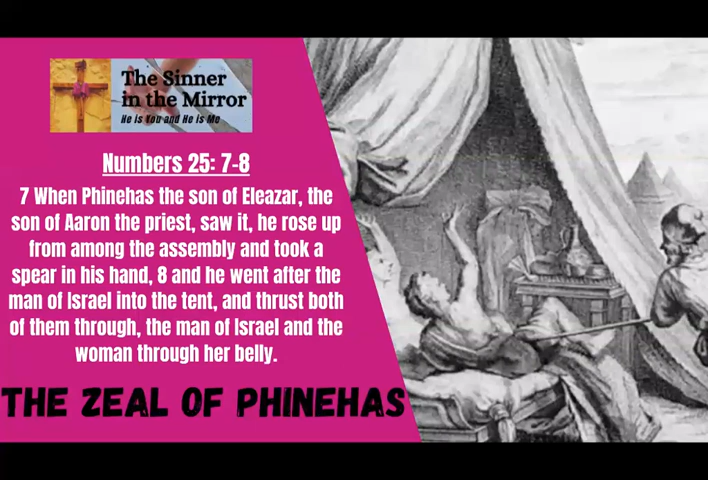 The Sinner
in the Mirror
He is You and He is Me
Numbers 25: 7-8
7 When Phinehas the son of Eleazar, the
son of Aaron the priest, saw it, he rose up
from among the assembly and took a
spear in his hand, 8 and he went after the
man of Israel into the tent, and thrust both
of them through, the man of Israel and the
woman through her belly.
THE ZEAL OF PHINEHAS